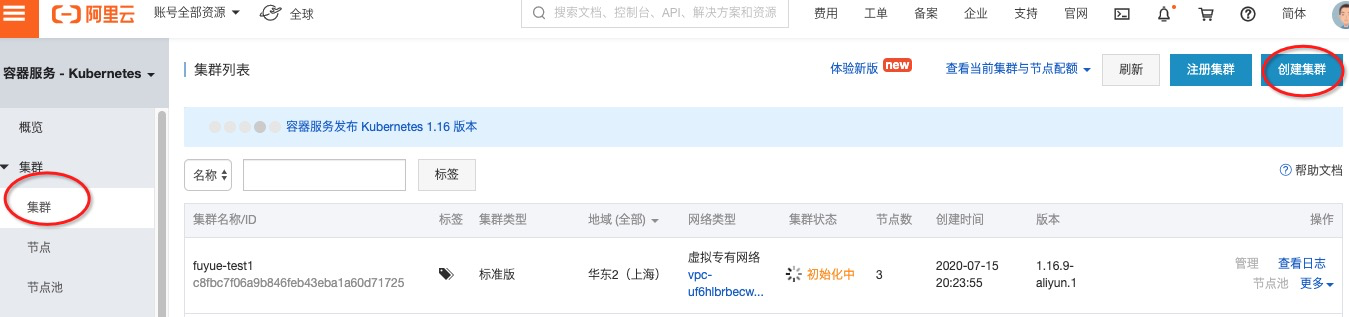 阿里云 账号全部资源 全球 搜索文档、控制台、API、解决方案和资源 费用 工单 备案 企业 支持 官网 简体
容器服务 - Kubernetes
集群列表 体验新版 new 查看当前集群与节点配额 刷新 注册集群 创建集群
概览
容器服务发布 Kubernetes 1.16 版本
集群
名称 标签 帮助文档
集群
节点
节点池
集群名称/ID 标签 集群类型 地域 (全部) 网络类型 集群状态 节点数 创建时间 版本 操作
fuyue-test1
c8fbc7f06a9b846feb43eba1a60d71725
标准版
华东2（上海）
虚拟专有网络
vpc-
uf6hlbrbecw...
初始化中
3
2020-07-15
20:23:55
1.16.9-
aliyun.1
管理 查看日志
节点池 更多